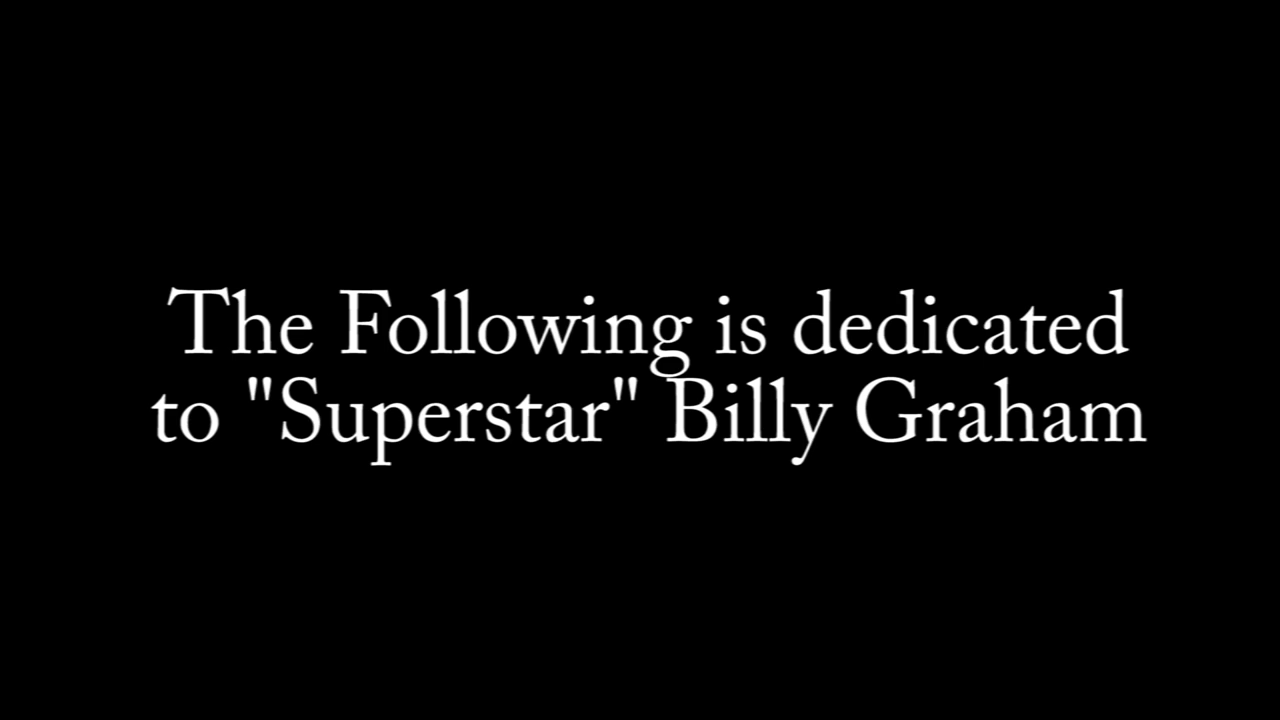 The Following is dedicated
to "Superstar" Billy Graham